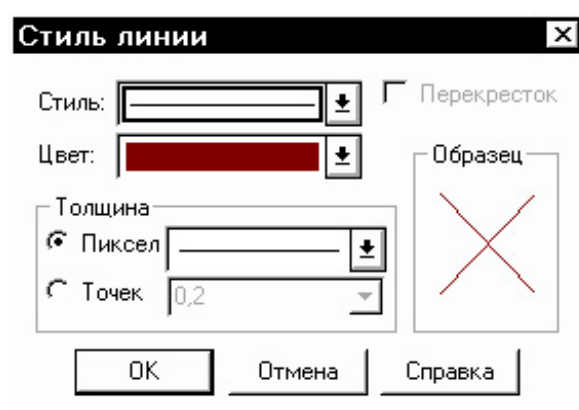 Стиль линии
Стиль:
Перекресток
Цвет:
Образец
Толщина
Пиксел
Точек
0,2
OK
Отмена
Справка